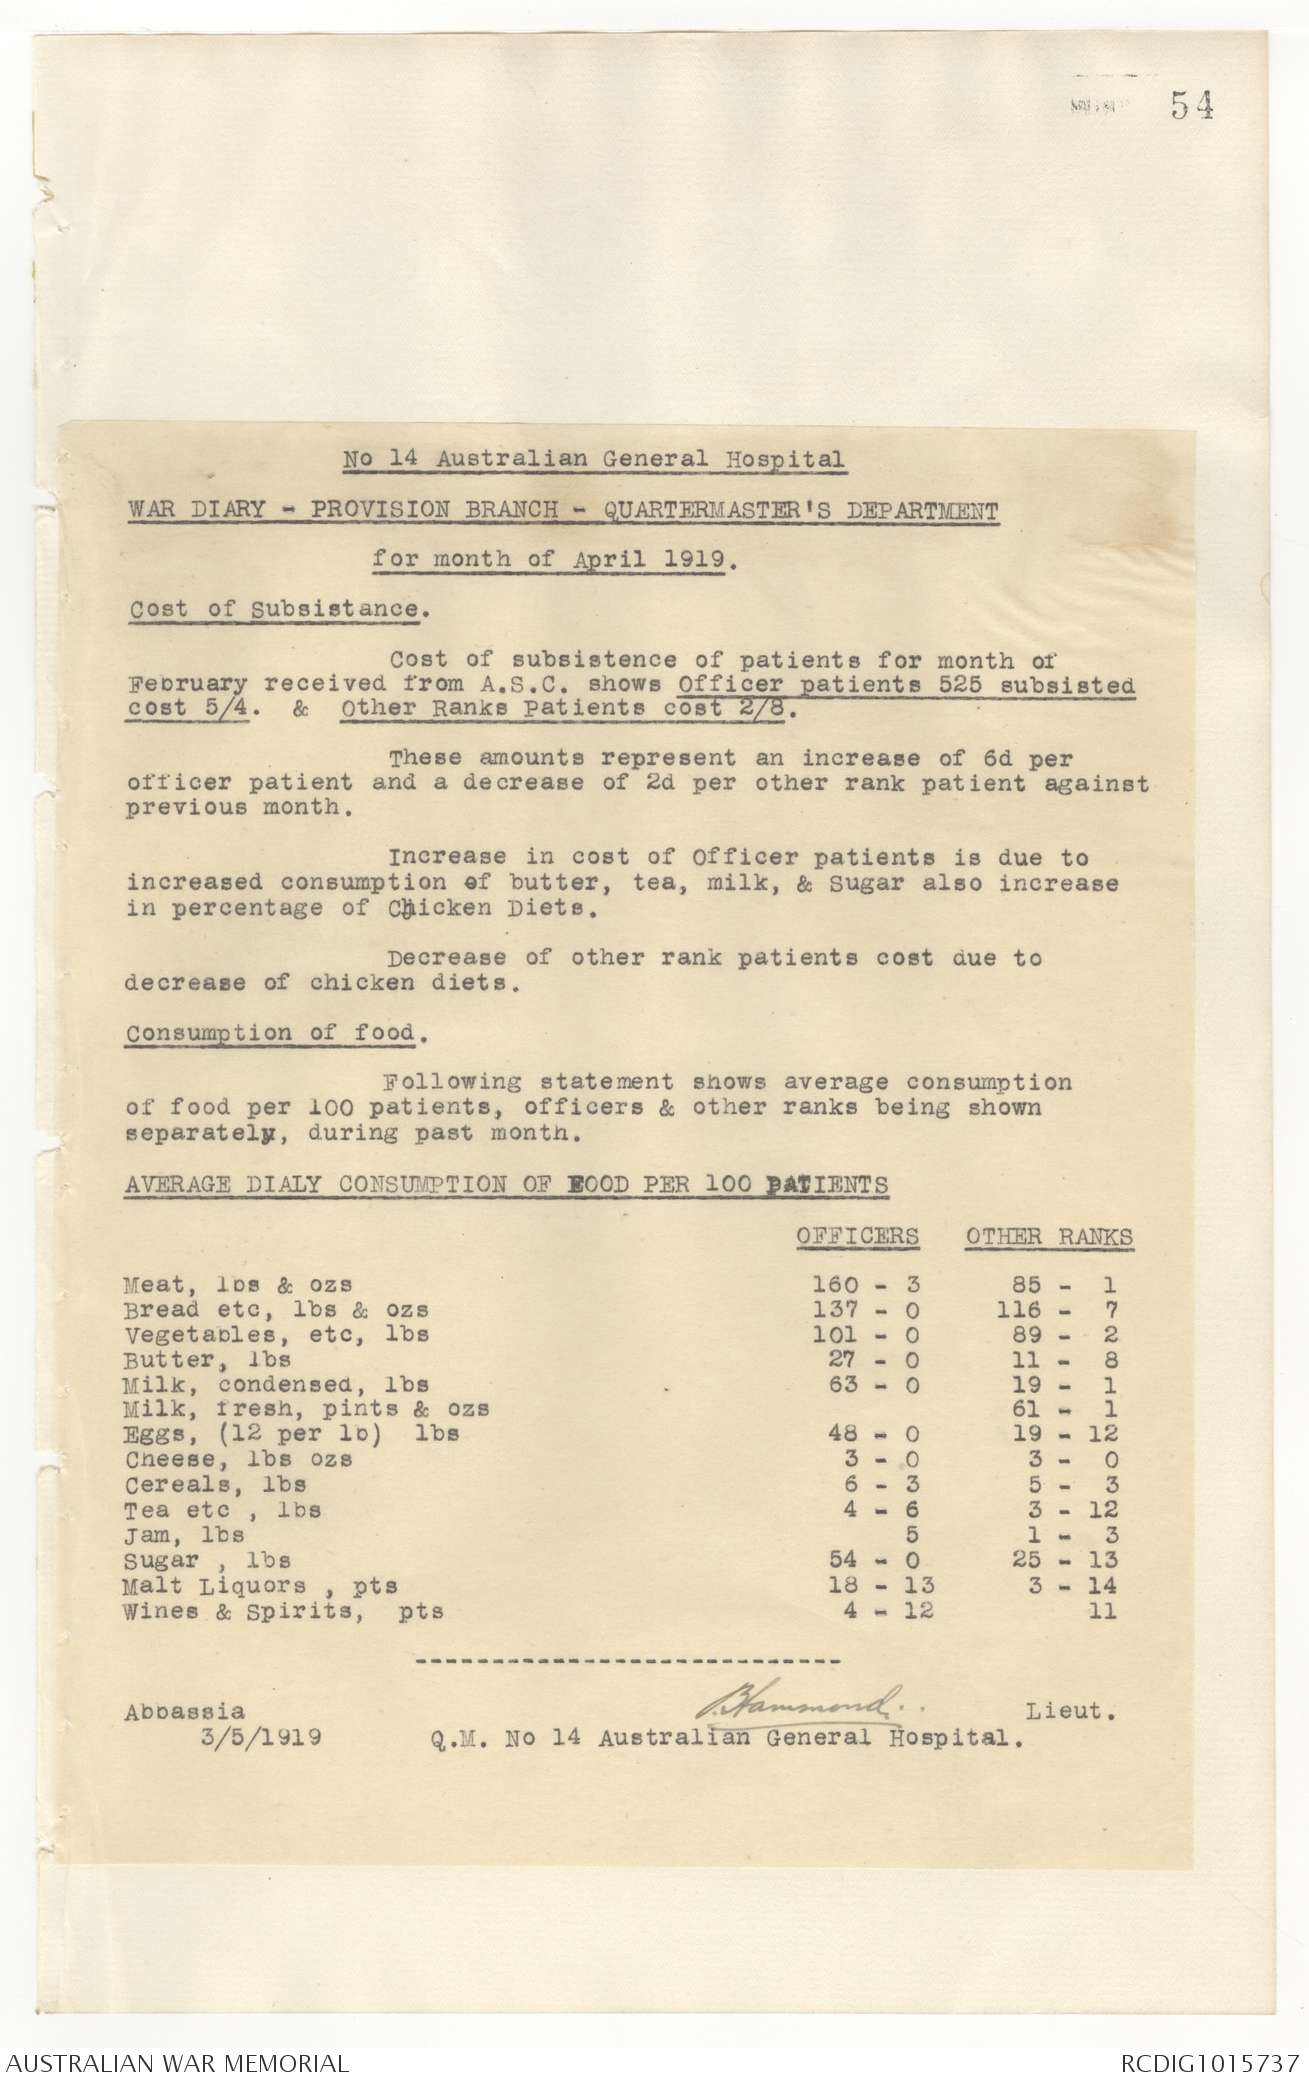 54
No 14 Australian General Hospital
WAR DIARY - PROVISION BRANCH - QUARTERMASTER'S DEPARTMENT
for month of April 1919.
Cost of Subsistance.
Cost of subsistence of patients for month of
February received from A.S.C. shows Officer patients 525 subsisted
cost 5/4. & Other Ranks Patients cost 2/8.
These amounts represent an increase of 6d per
officer patient and a decrease of 2d per other rank patient against
previous month.
Increase in cost of Officer patients is due to
increased consumption of butter, tea, milk, & Sugar also increase
in percentage of Chicken Diets.
Decrease of other rank patients cost due to
decrease of chicken diets.
Consumption of food.
Following statement shows average consumption
of food per 100 patients, officers & other ranks being shown
separately, during past month.
AVERAGE DIALY CONSUMPTION OF FOOD PER 100 PATIENTS
OFFICERS OTHER RANKS
Meat, lbs & ozs 160 - 3 85 - 1
Bread etc, lbs & ozs 137 - 0 116 - 7
Vegetables, etc, lbs 101 - 0 89 - 2
Butter, lbs 27 - 0 11 - 8
Milk, condensed, lbs 63 - 0 19 - 1
Milk, fresh, pints & ozs 61 - 1
Eggs, (12 per lb) lbs 48 - 0 19 - 12
Cheese, lbs ozs 3 - 0 3 - 0
Cereals, lbs 6 - 3 5 - 3
Tea etc , lbs 4 - 6 3 - 12
Jam, lbs 5 1 - 3
Sugar , lbs 54 - 0 25 - 13
Malt Liquors , pts 18 - 13 3 - 14
Wines & Spirits, pts 4 - 12 11
----------------------------
Abbassia Hammond Lieut.
3/5/1919 Q.M. No 14 Australian General Hospital.
AUSTRALIAN WAR MEMORIAL RCDIG1015737